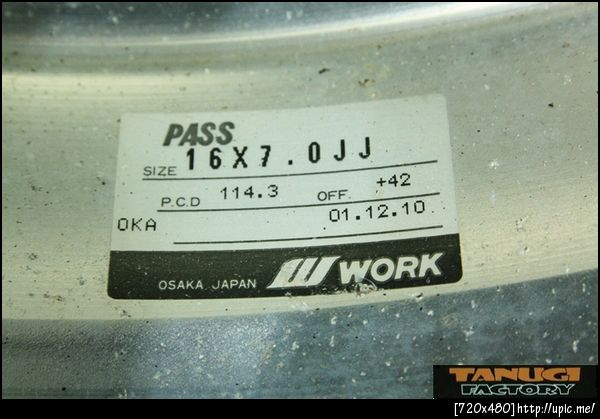 PASS
SIZE 16X7.0JJ
P.C.D 114.3 OFF. +42
OKA 01.12.10
OSAKA JAPAN W WORK
TANUGI
FACTORY
[720x480]http://upic.me/